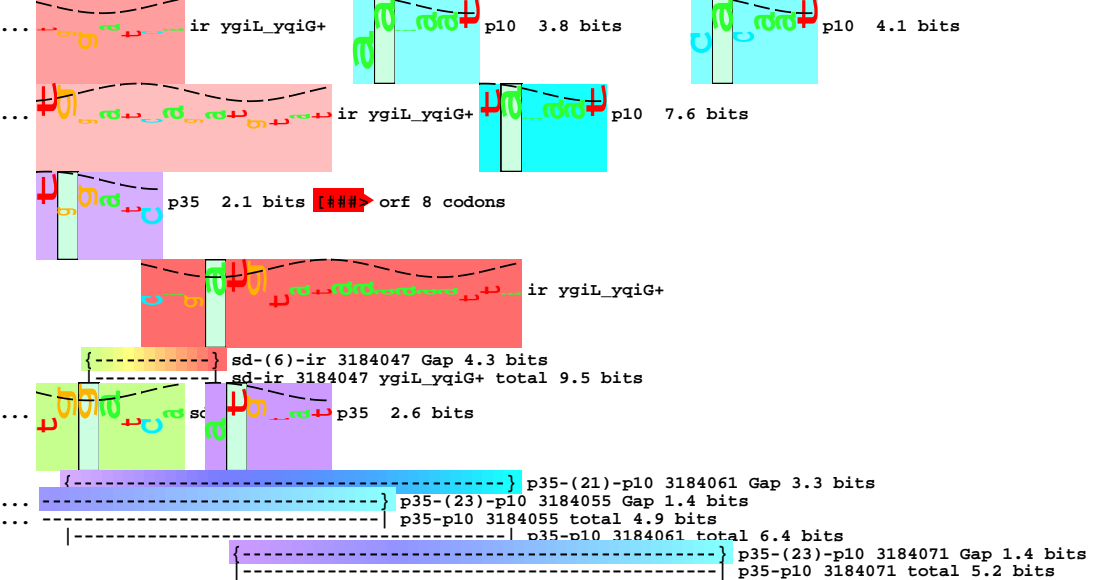 ... ir ygiL_yqiG+ p10 3.8 bits p10 4.1 bits
... ir ygiL_yqiG+ p10 7.6 bits
p35 2.1 bits [###> orf 8 codons
ir ygiL_yqiG+
{-----------} sd-(6)-ir 3184047 Gap 4.3 bits
|-----------| sd-ir 3184047 ygiL_yqiG+ total 9.5 bits
... p35 2.6 bits
{-----------------------------------------} p35-(21)-p10 3184061 Gap 3.3 bits
... --------------------------------} p35-(23)-p10 3184055 Gap 1.4 bits
... --------------------------------| p35-p10 3184055 total 4.9 bits
|-----------------------------------------| p35-p10 3184061 total 6.4 bits
{---------------------------------------------} p35-(23)-p10 3184071 Gap 1.4 bits
|---------------------------------------------| p35-p10 3184071 total 5.2 bits